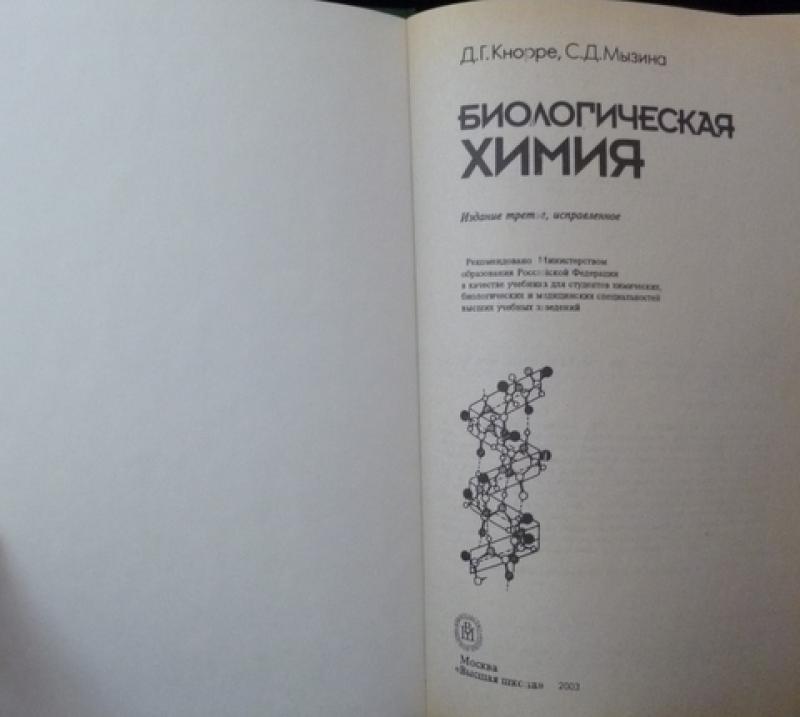 Д.Г.Кнорре, С.Д.Мызина
БИОЛОГИЧЕСКАЯ
ХИМИЯ
Издание третье, исправленное
Рекомендовано Министерством
образования Российской Федерации
в качестве учебника для студентов химических,
биологических и медицинских специальностей
высших учебных заведений
Москва
«Высшая школа» 2003